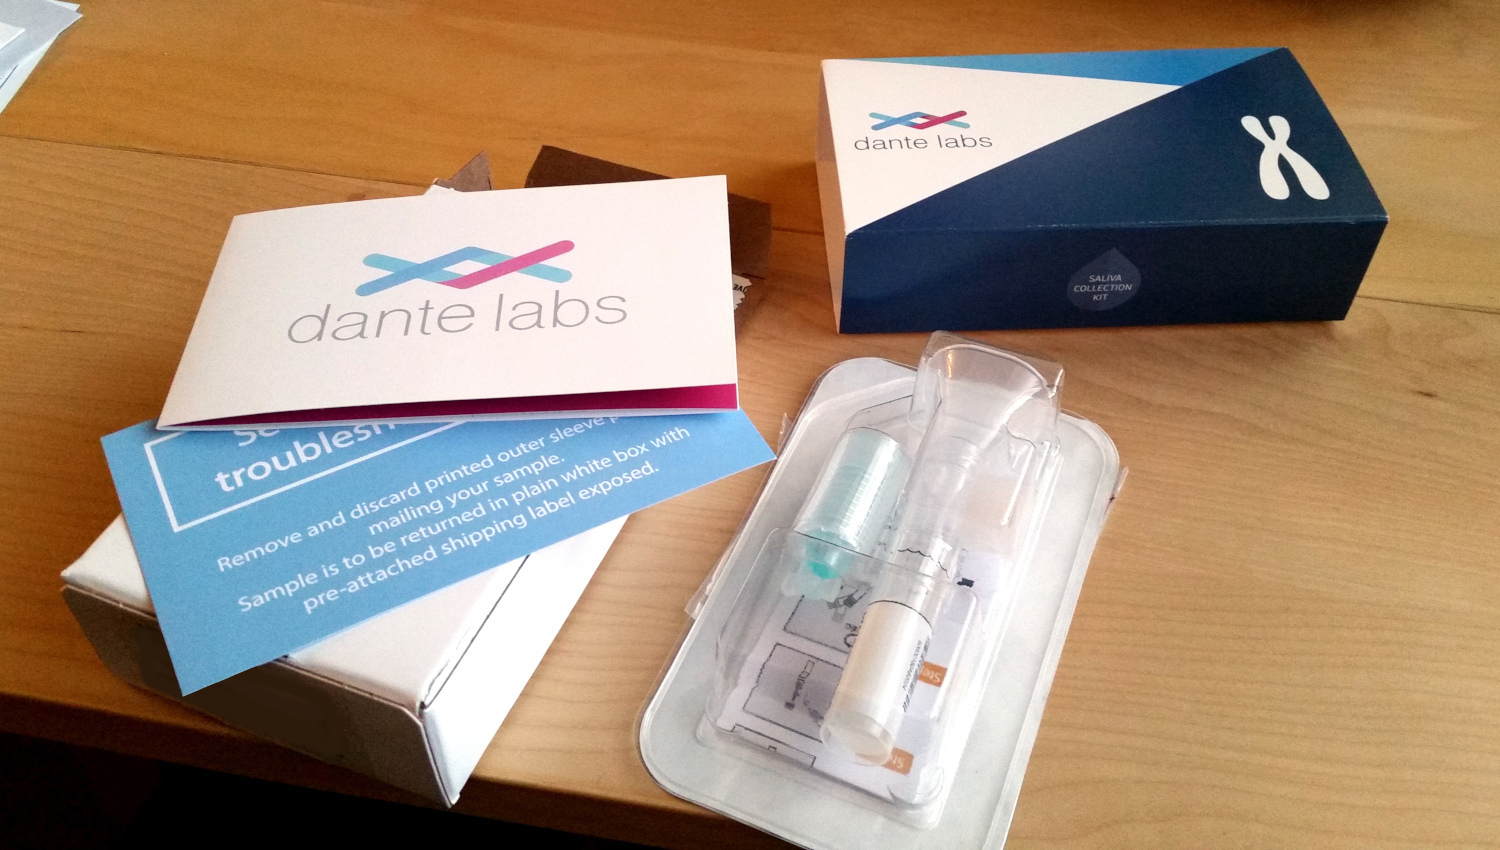 dante labs
SALIVA
COLLECTION
KIT
dante labs
troublesh
Remove and discard printed outer sleeve
mailing your sample.
Sample is to be returned in plain white box with
pre-attached shipping label exposed.